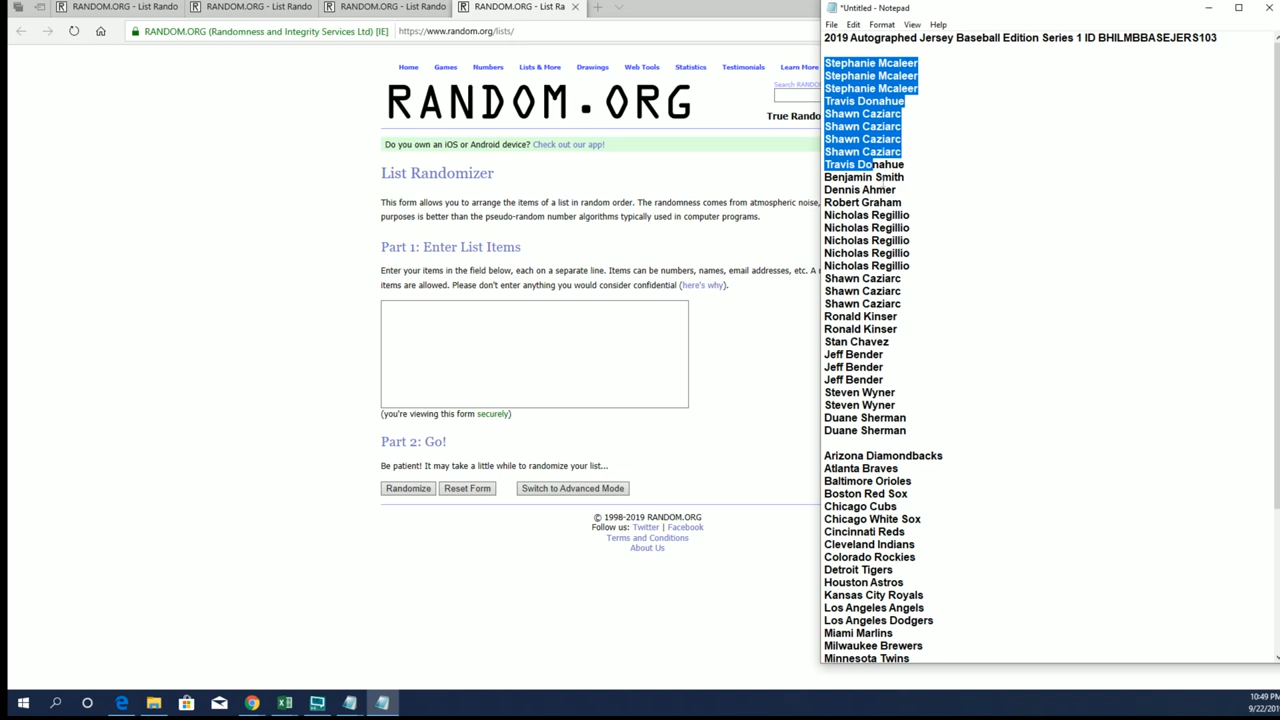 RANDOM.ORG - List Rando
RANDOM.ORG - List Rando
RANDOM.ORG - List Rando
RANDOM.ORG - List Ra
RANDOM.ORG (Randomness and Integrity Services Ltd) [IE]
https://www.random.org/lists/
Home Games Numbers Lists & More Drawings Web Tools Statistics Testimonials Learn More
RANDOM.ORG
Search RANDO
True Rando
Do you own an iOS or Android device? Check out our app!
List Randomizer
This form allows you to arrange the items of a list in random order. The randomness comes from atmospheric noise,
purposes is better than the pseudo-random number algorithms typically used in computer programs.
Part 1: Enter List Items
Enter your items in the field below, each on a separate line. Items can be numbers, names, email addresses, etc. A
items are allowed. Please don't enter anything you would consider confidential (here's why).
(you're viewing this form securely)
Part 2: Go!
Be patient! It may take a little while to randomize your list...
Randomize Reset Form Switch to Advanced Mode
© 1998-2019 RANDOM.ORG
Follow us: Twitter | Facebook
Terms and Conditions
About Us
*Untitled - Notepad
File Edit Format View Help
2019 Autographed Jersey Baseball Edition Series 1 ID BHILMBBASEJERS103
Stephanie Mcaleer
Stephanie Mcaleer
Stephanie Mcaleer
Travis Donahue
Shawn Caziarc
Shawn Caziarc
Shawn Caziarc
Shawn Caziarc
Travis Donahue
Benjamin Smith
Dennis Ahmer
Robert Graham
Nicholas Regillio
Nicholas Regillio
Nicholas Regillio
Nicholas Regillio
Nicholas Regillio
Shawn Caziarc
Shawn Caziarc
Shawn Caziarc
Ronald Kinser
Ronald Kinser
Stan Chavez
Jeff Bender
Jeff Bender
Jeff Bender
Steven Wyner
Steven Wyner
Duane Sherman
Duane Sherman
Arizona Diamondbacks
Atlanta Braves
Baltimore Orioles
Boston Red Sox
Chicago Cubs
Chicago White Sox
Cincinnati Reds
Cleveland Indians
Colorado Rockies
Detroit Tigers
Houston Astros
Kansas City Royals
Los Angeles Angels
Los Angeles Dodgers
Miami Marlins
Milwaukee Brewers
Minnesota Twins
10:49 PM
9/22/201